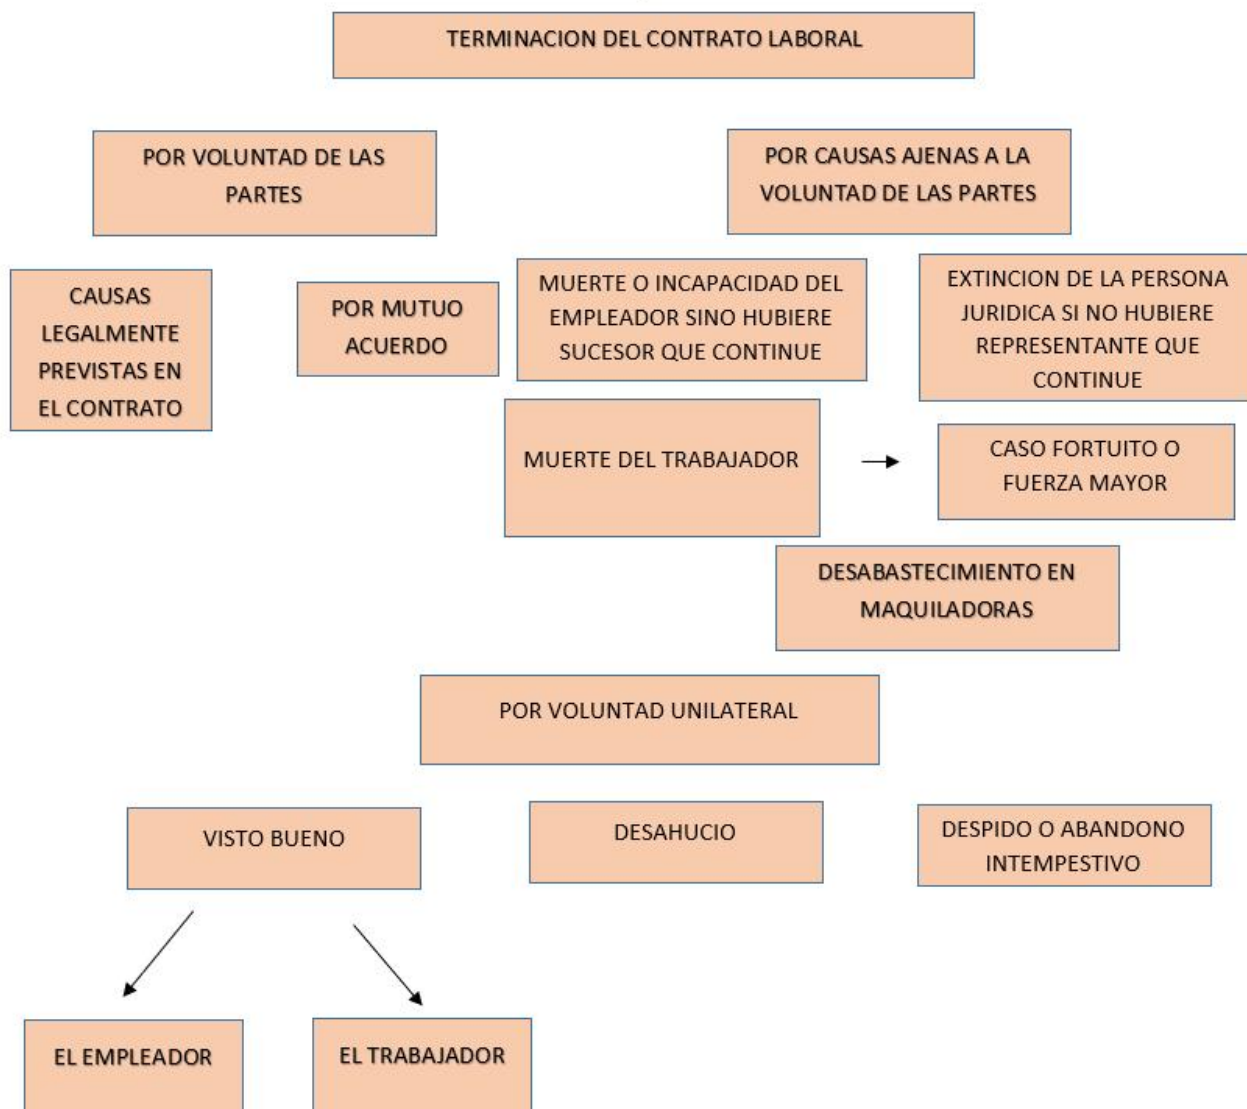 TERMINACION DEL CONTRATO LABORAL
POR VOLUNTAD DE LAS
PARTES
POR CAUSAS AJENAS A LA
VOLUNTAD DE LAS PARTES
CAUSAS
LEGALMENTE
PREVISTAS EN
EL CONTRATO
POR MUTUO
ACUERDO
MUERTE O INCAPACIDAD DEL
EMPLEADOR SINO HUBIERE
SUCESOR QUE CONTINUE
EXTINCION DE LA PERSONA
JURIDICA SI NO HUBIERE
REPRESENTANTE QUE
CONTINUE
MUERTE DEL TRABAJADOR
CASO FORTUITO O
FUERZA MAYOR
DESABASTECIMIENTO EN
MAQUILADORAS
POR VOLUNTAD UNILATERAL
VISTO BUENO
DESAHUCIO
DESPIDO O ABANDONO
INTEMPESTIVO
EL EMPLEADOR
EL TRABAJADOR